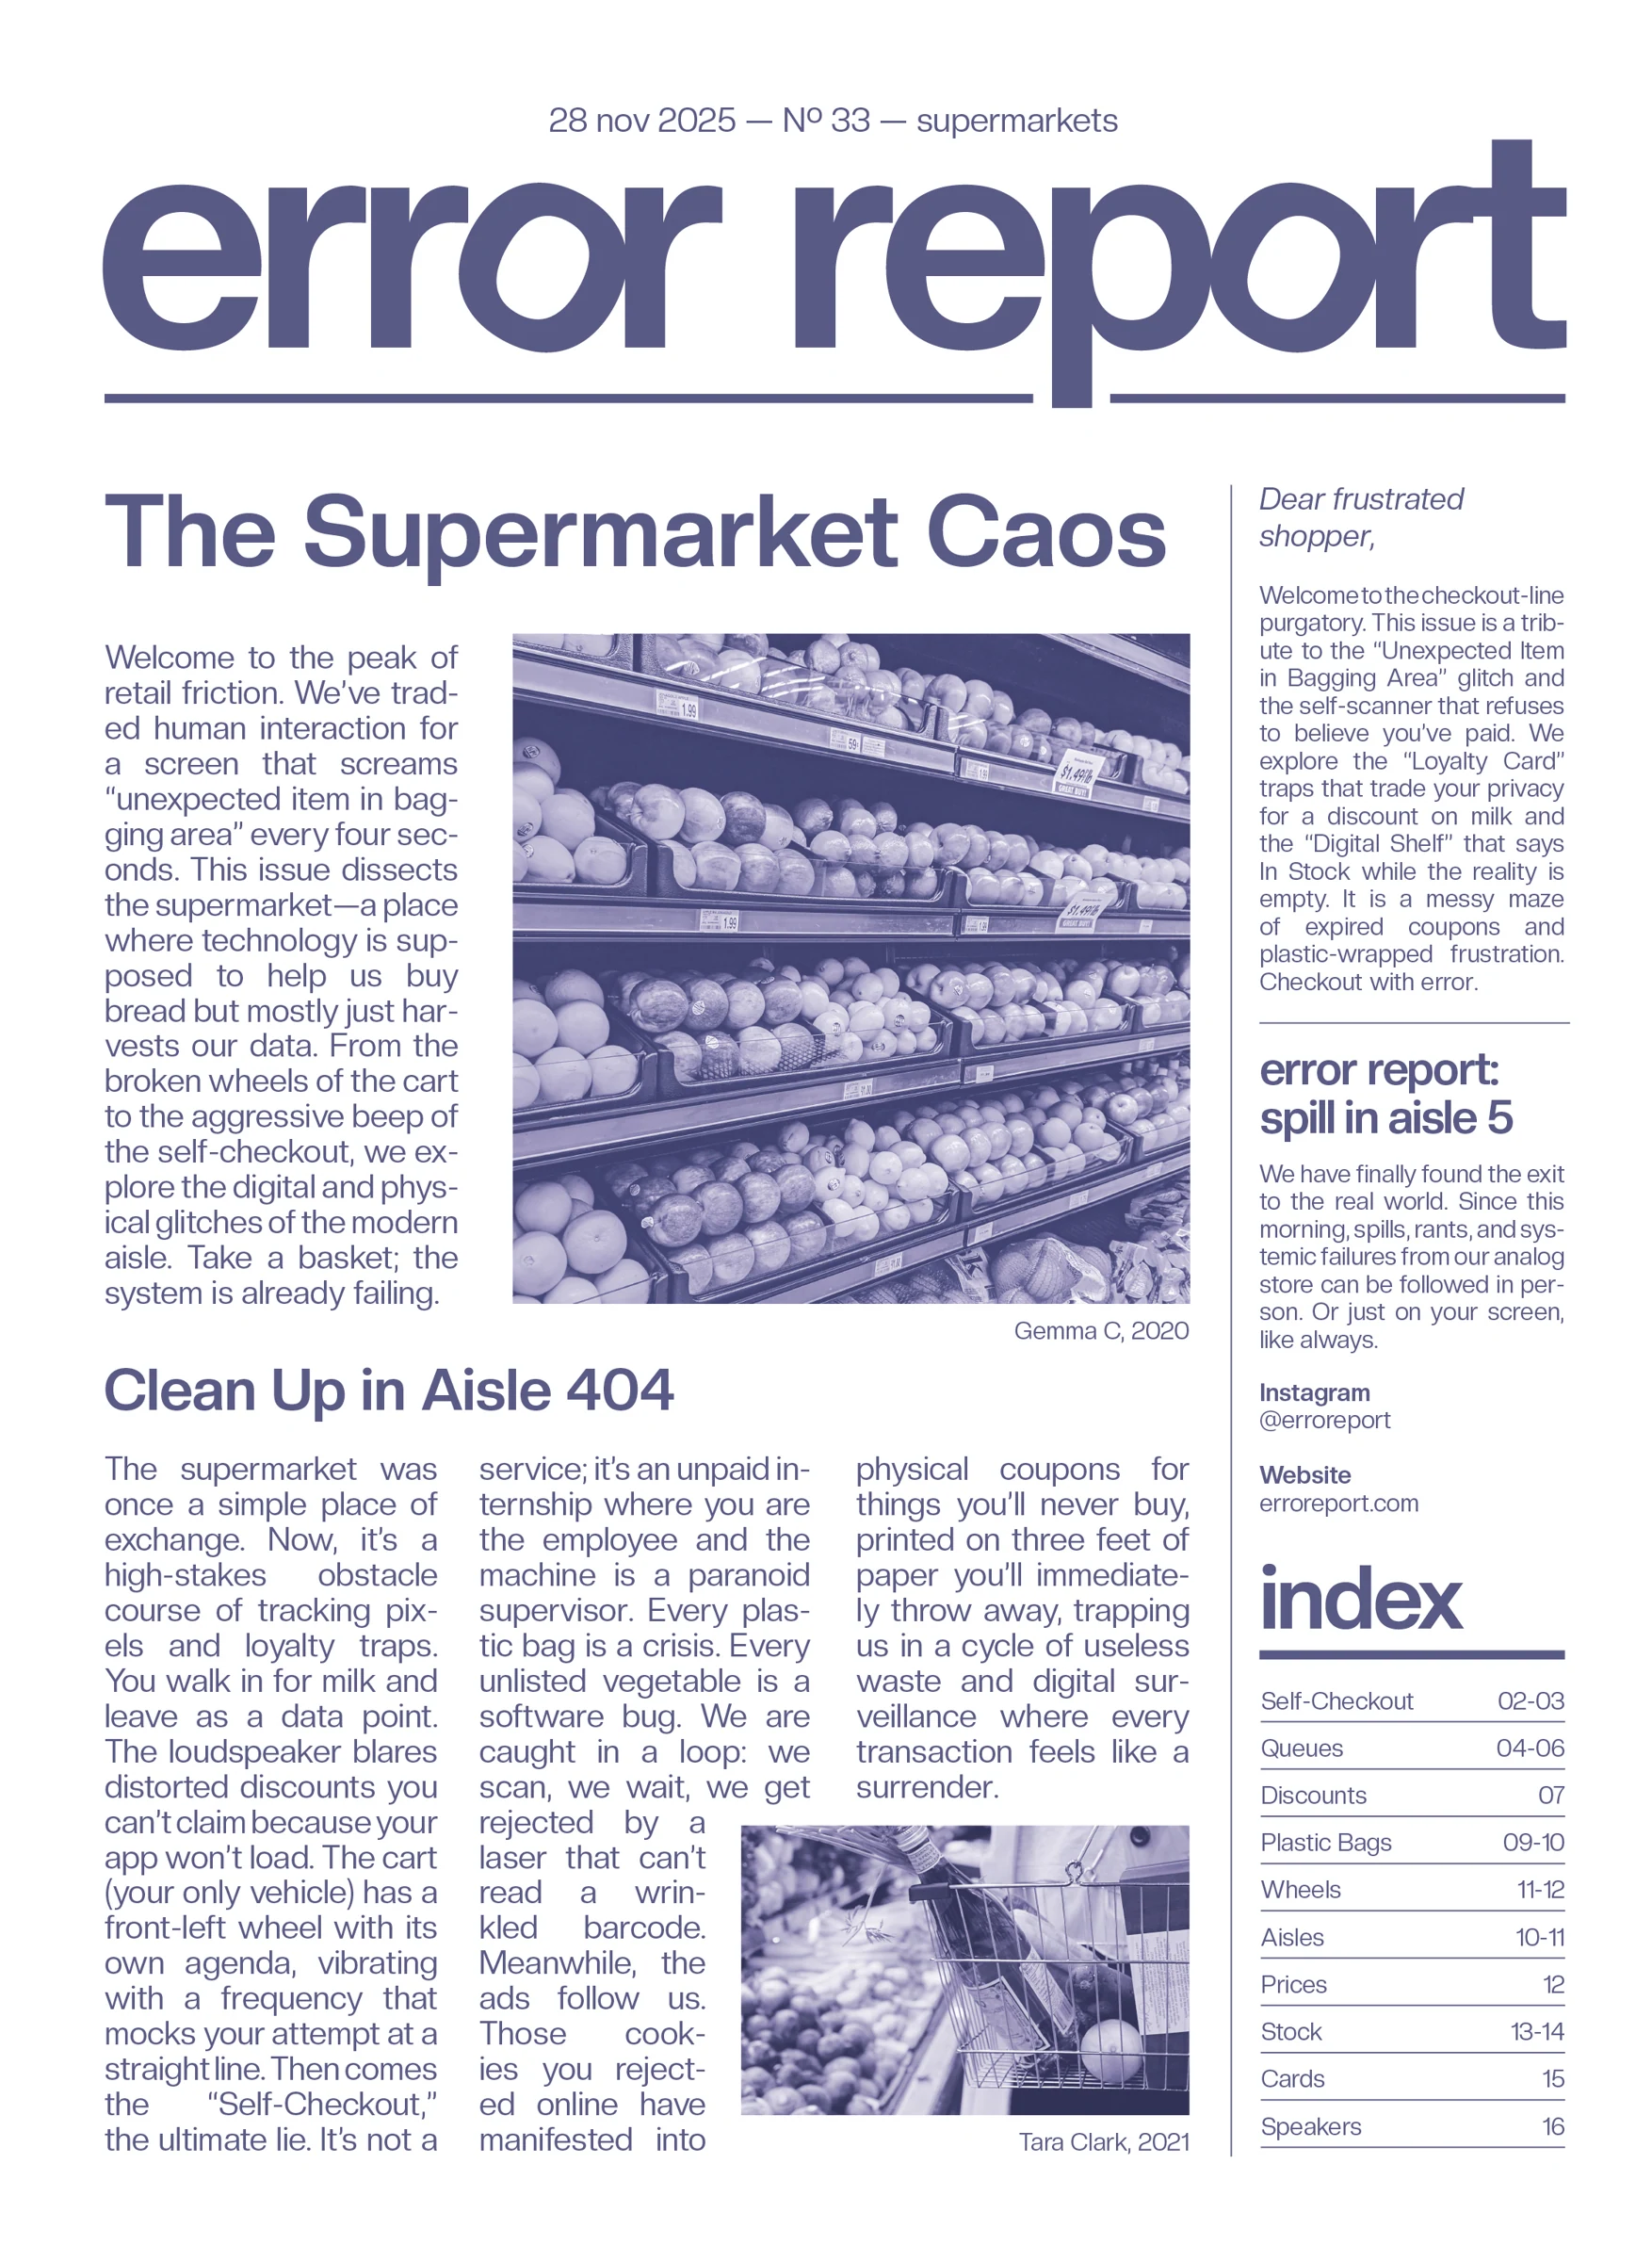 28 nov 2025 — Nº 33 — supermarkets
error report
The Supermarket Caos
Welcome to the peak of
retail friction. We’ve trad-
ed human interaction for
a screen that screams
“unexpected item in bag-
ging area” every four sec-
onds. This issue dissects
the supermarket—a place
where technology is sup-
posed to help us buy
bread but mostly just har-
vests our data. From the
broken wheels of the cart
to the aggressive beep of
the self-checkout, we ex-
plore the digital and phys-
ical glitches of the modern
aisle. Take a basket; the
system is already failing.
1.99
59¢
$1.49/lb
GREAT BUY!
1.99
$1.49/lb
GREAT BUY!
Gemma C, 2020
Clean Up in Aisle 404
The supermarket was
once a simple place of
exchange. Now, it’s a
high-stakes obstacle
course of tracking pix-
els and loyalty traps.
You walk in for milk and
leave as a data point.
The loudspeaker blares
distorted discounts you
can’t claim because your
app won’t load. The cart
(your only vehicle) has a
front-left wheel with its
own agenda, vibrating
with a frequency that
mocks your attempt at a
straight line. Then comes
the “Self-Checkout,”
the ultimate lie. It’s not a
service; it’s an unpaid in-
ternship where you are
the employee and the
machine is a paranoid
supervisor. Every plas-
tic bag is a crisis. Every
unlisted vegetable is a
software bug. We are
caught in a loop: we
scan, we wait, we get
rejected by a
laser that can’t
read a wrin-
kled barcode.
Meanwhile, the
ads follow us.
Those cook-
ies you reject-
ed online have
manifested into
physical coupons for
things you’ll never buy,
printed on three feet of
paper you’ll immediate-
ly throw away, trapping
us in a cycle of useless
waste and digital sur-
veillance where every
transaction feels like a
surrender.
Tara Clark, 2021
Dear frustrated
shopper,
Welcome to the checkout-line
purgatory. This issue is a trib-
ute to the “Unexpected Item
in Bagging Area” glitch and
the self-scanner that refuses
to believe you’ve paid. We
explore the “Loyalty Card”
traps that trade your privacy
for a discount on milk and
the “Digital Shelf” that says
In Stock while the reality is
empty. It is a messy maze
of expired coupons and
plastic-wrapped frustration.
Checkout with error.
error report:
spill in aisle 5
We have finally found the exit
to the real world. Since this
morning, spills, rants, and sys-
temic failures from our analog
store can be followed in per-
son. Or just on your screen,
like always.
Instagram
@erroreport
Website
erroreport.com
index
Self-Checkout 02-03
Queues 04-06
Discounts 07
Plastic Bags 09-10
Wheels 11-12
Aisles 10-11
Prices 12
Stock 13-14
Cards 15
Speakers 16